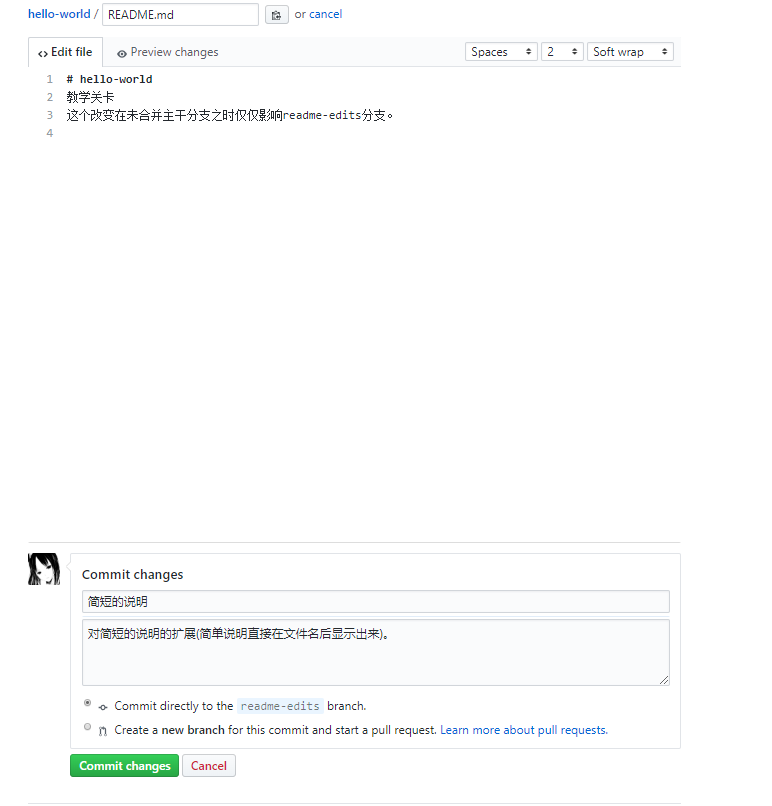 hello-world / README.md or cancel
Edit file Preview changes Spaces 2 Soft wrap
1 # hello-world
2 教学关卡
3 这个改变在未合并主干分支之时仅仅影响readme-edits分支。
4
Commit changes
简短的说明
对简短的说明的扩展(简单说明直接在文件名后显示出来)。
Commit directly to the readme-edits branch.
Create a new branch for this commit and start a pull request. Learn more about pull requests.
Commit changes Cancel